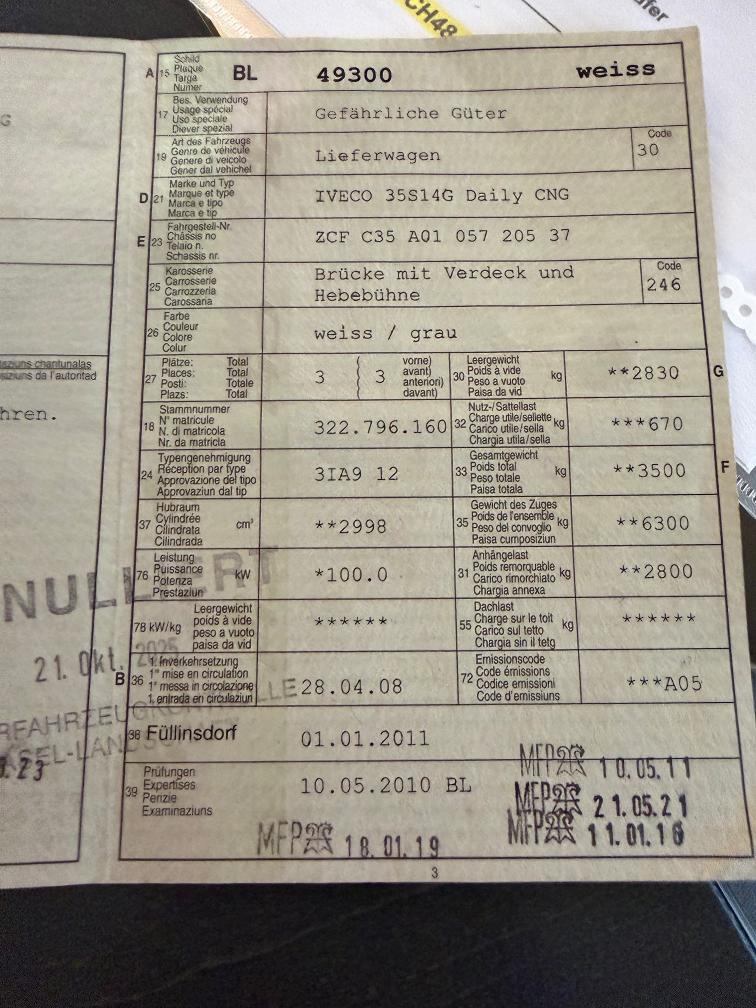 CH48
ufer
A 15 Schild
Plaque
Targa
Numer
BL 49300 weiss
17 Bes. Verwendung
Usage spécial
Uso speciale
Diever spezial
Gefährliche Güter
G
19 Art des Fahrzeugs
Genre de véhicule
Genere di veicolo
Gener dal vehichel
Lieferwagen
Code
30
D 21 Marke und Typ
Marque et type
Marca e tipo
Marca e tip
IVECO 35S14G Daily CNG
E 23 Fahrgestell-Nr.
Châssis no
Telaio n.
Schassis nr.
ZCF C35 A01 057 205 37
25 Karosserie
Carrosserie
Carrozzeria
Carossaria
Brücke mit Verdeck und
Hebebühne
Code
246
26 Farbe
Couleur
Colore
Colur
weiss / grau
sziuns chantunalas
siziuns da l'autoritad
27 Plätze: Total
Places: Total
Posti: Totale
Plazs: Total
3 3
vorne)
avant)
anteriori)
davant)
30 Leergewicht
Poids à vide
Peso a vuoto
Paisa da vid
kg
**2830
G
hren.
18 Stammnummer
N° matricule
N. di matricola
Nr. da matricla
322.796.160
32 Nutz-/Sattellast
Charge utile/sellette
Carico utile/sella
Chargia utila/sella
kg
***670
24 Typengenehmigung
Réception par type
Approvazione del tipo
Approvaziun dal tip
3IA9 12
33 Gesamtgewicht
Poids total
Peso totale
Paisa totala
kg
**3500
F
37 Hubraum
Cylindrée
Cilindrata
Cilindrada
cm³
**2998
35 Gewicht des Zuges
Poids de l'ensemble
Peso del convoglio
Paisa cumposiziun
kg
**6300
76 Leistung
Puissance
Potenza
Prestaziun
kW
*100.0
31 Anhängelast
Poids remorquable
Carico rimorchiato
Chargia annexa
kg
**2800
NULLIERT
78 kW/kg
Leergewicht
poids à vide
peso a vuoto
paisa da vid
******
55 Dachlast
Charge sur le toit
Carico sul tetto
Chargia sin il tetg
kg
******
21. Okt. 2025
B 36 1. Inverkehrsetzung
1re mise en circulation
1a messa in circolazione
1. entrada en circulaziun
28.04.08
72 Emissionscode
Code émissions
Codice emissioni
Code d'emissiuns
***A05
38 Füllinsdorf
01.01.2011
39 Prüfungen
Expertises
Perizie
Examinaziuns
10.05.2010 BL
MFP 10.05.11
MFP 21.05.21
MFP 18.01.19
3